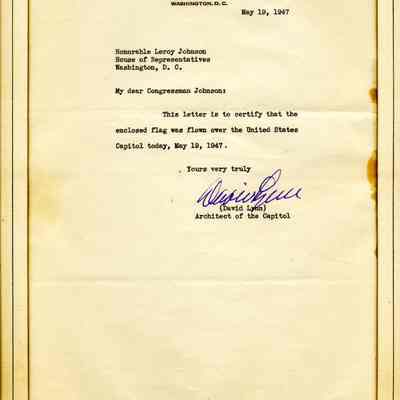 WASHINGTON, D.C.
May 19, 1947
Honorable Leroy Johnson
House of Representatives
Washington, D. C.
My dear Congressman Johnson:
This letter is to certify that the
enclosed flag was flown over the United States
Capitol today, May 19, 1947.
Yours very truly
David Lynn
(David Lynn)
Architect of the Capitol